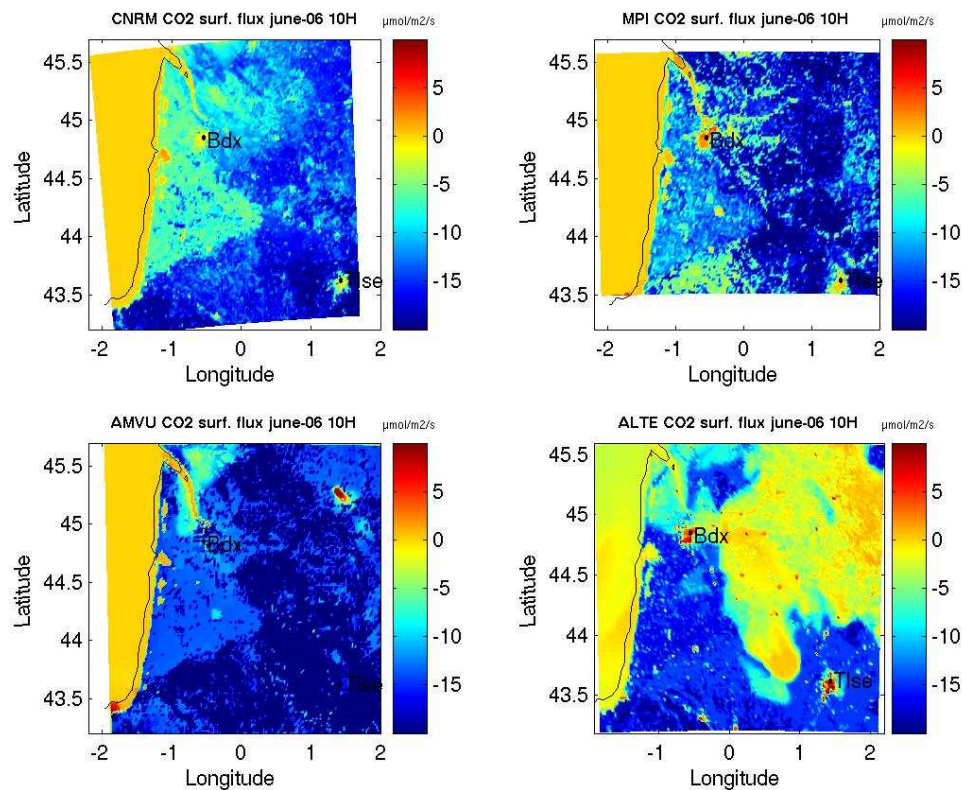 CNRM CO2 surf. flux june-06 10H
µmol/m2/s
45.5
45
44.5
44
43.5
Latitude
Bdx
Tlse
5
0
-5
-10
-15
-2
-1
0
1
2
Longitude
MPI CO2 surf. flux june-06 10H
µmol/m2/s
45.5
45
44.5
44
43.5
Latitude
Bdx
Tlse
5
0
-5
-10
-15
-2
-1
0
1
2
Longitude
AMVU CO2 surf. flux june-06 10H
µmol/m2/s
45.5
45
44.5
44
43.5
Latitude
Bdx
Tlse
5
0
-5
-10
-15
-2
-1
0
1
2
Longitude
ALTE CO2 surf. flux june-06 10H
µmol/m2/s
45.5
45
44.5
44
43.5
Latitude
Bdx
Tlse
5
0
-5
-10
-15
-1
0
1
2
Longitude